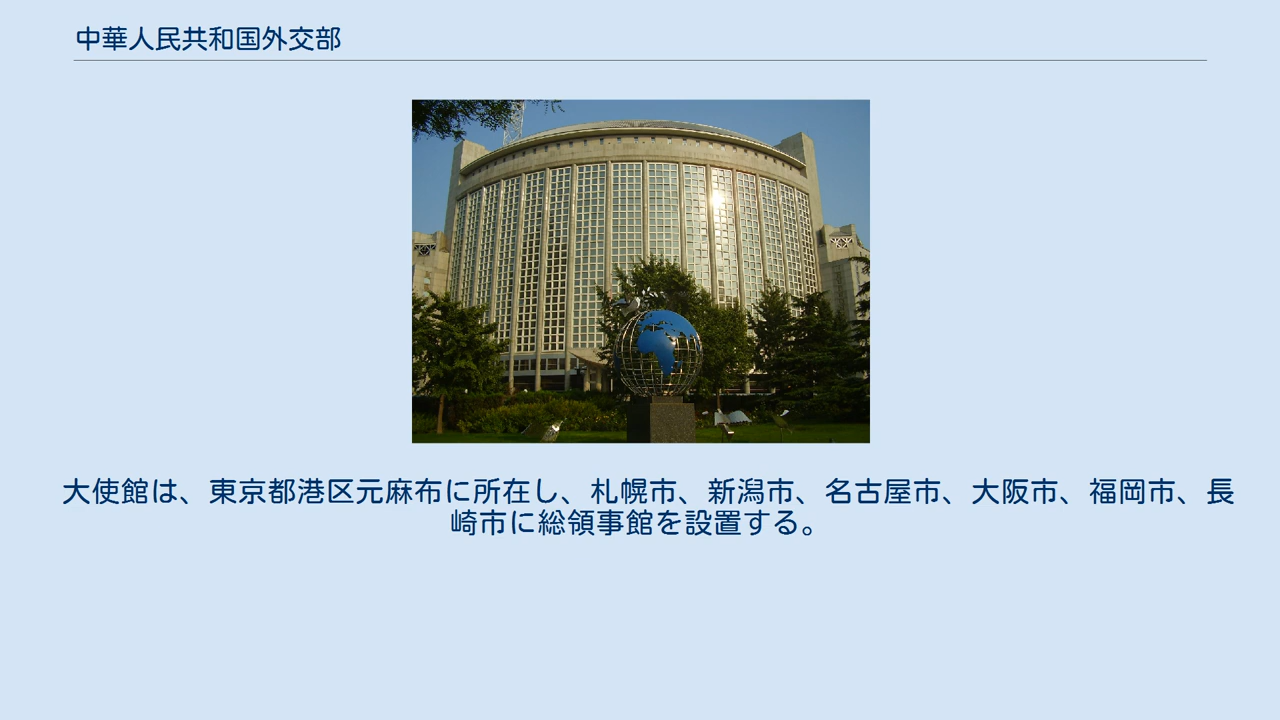 中華人民共和国外交部
大使館は、東京都港区元麻布に所在し、札幌市、新潟市、名古屋市、大阪市、福岡市、長
崎市に総領事館を設置する。